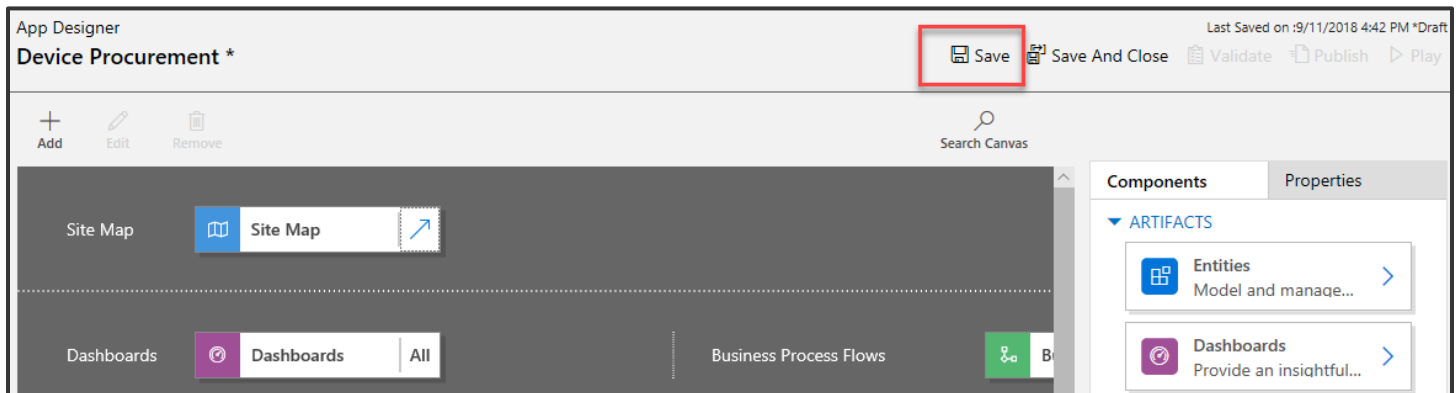 App Designer
Last Saved on :9/11/2018 4:42 PM *Draft
Device Procurement *
Save
Save And Close
Validate
Publish
Play
Add
Edit
Remove
Search Canvas
Components
Properties
ARTIFACTS
Site Map
Site Map
Entities
Model and manage...
Dashboards
Dashboards
All
Business Process Flows
Dashboards
Provide an insightful...